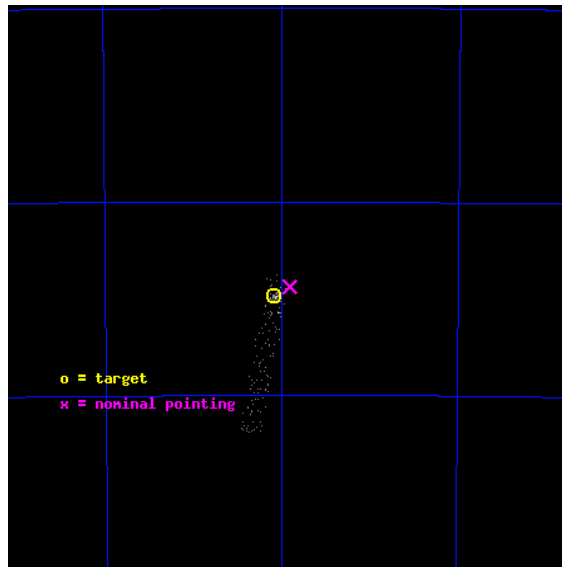 o = target
x = nominal pointing